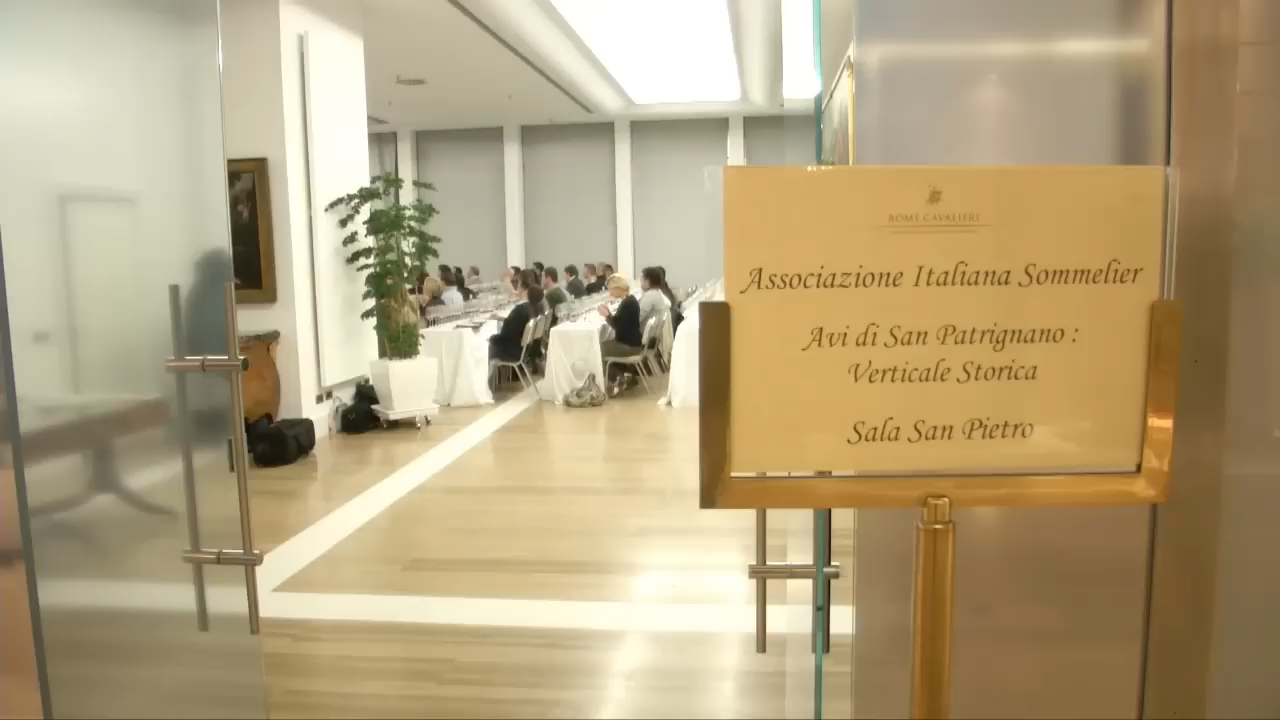 ROME CAVALIERI
Associazione Italiana Sommelier
Avi di San Patrignano :
Verticale Storica
Sala San Pietro